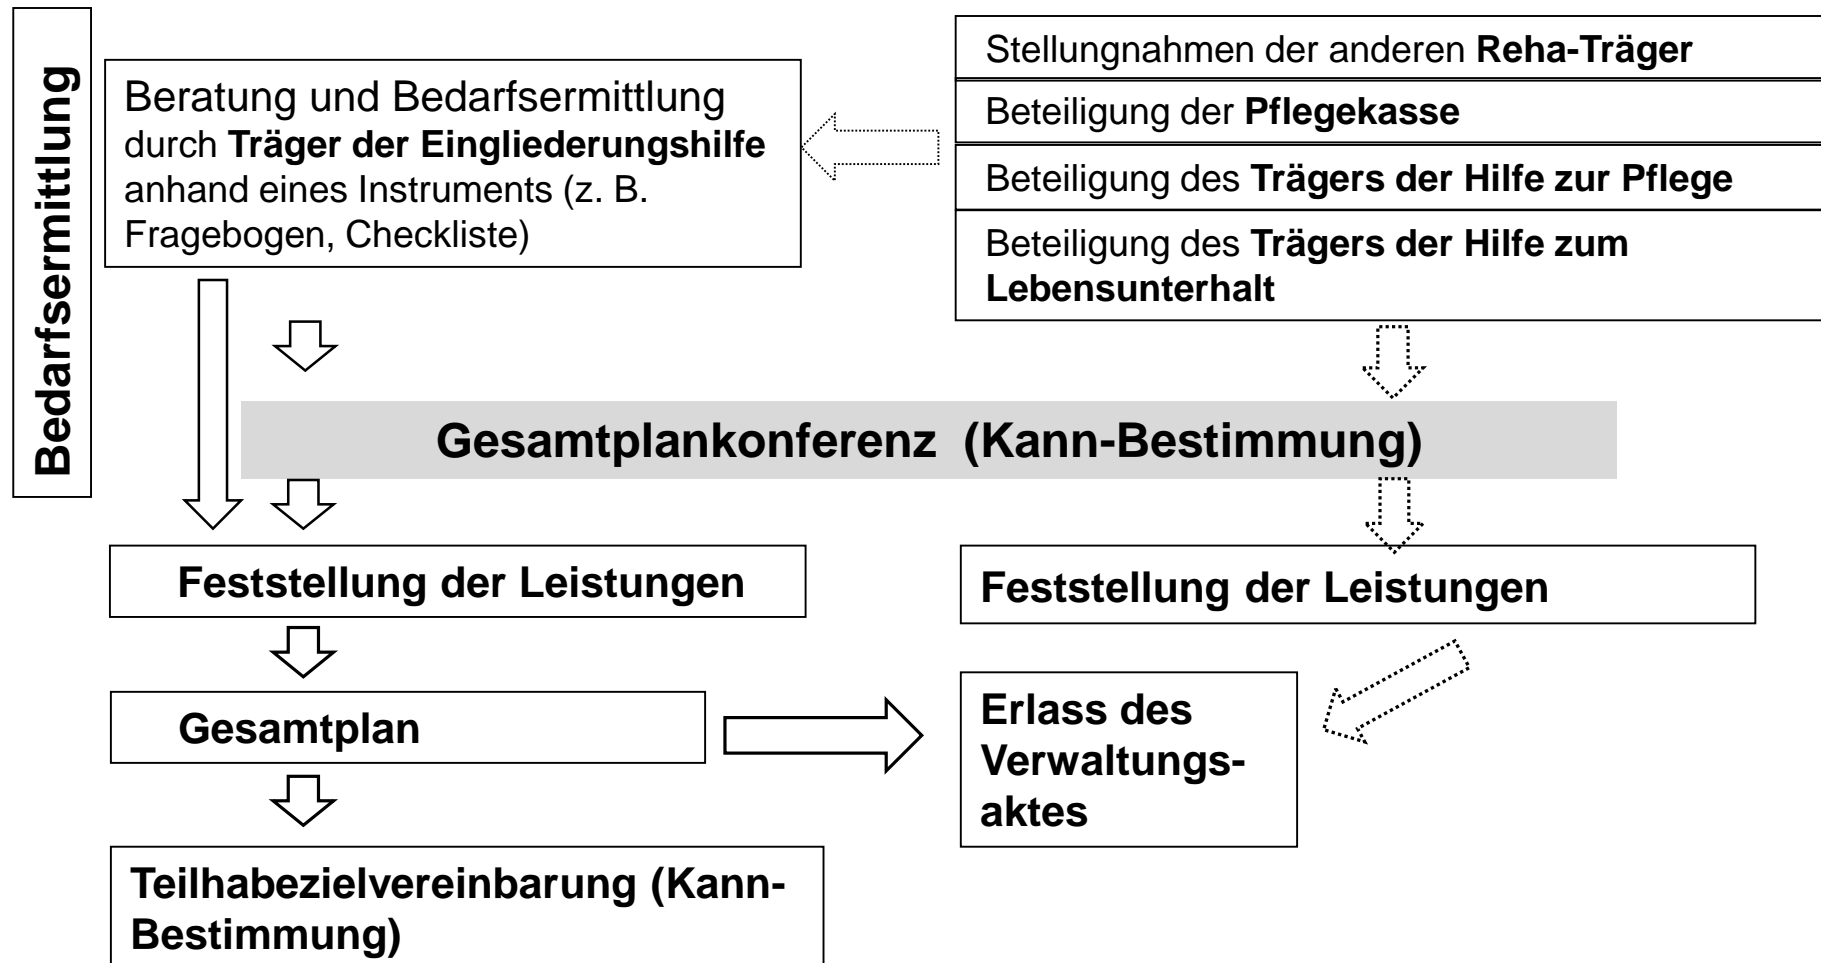 Bedarfsermittlung
Beratung und Bedarfsermittlung
durch Träger der Eingliederungshilfe
anhand eines Instruments (z. B.
Fragebogen, Checkliste)
Stellungnahmen der anderen Reha-Träger
Beteiligung der Pflegekasse
Beteiligung des Trägers der Hilfe zur Pflege
Beteiligung des Trägers der Hilfe zum
Lebensunterhalt
Gesamtplankonferenz (Kann-Bestimmung)
Feststellung der Leistungen
Feststellung der Leistungen
Gesamtplan
Erlass des
Verwaltungs-
aktes
Teilhabezielvereinbarung (Kann-
Bestimmung)